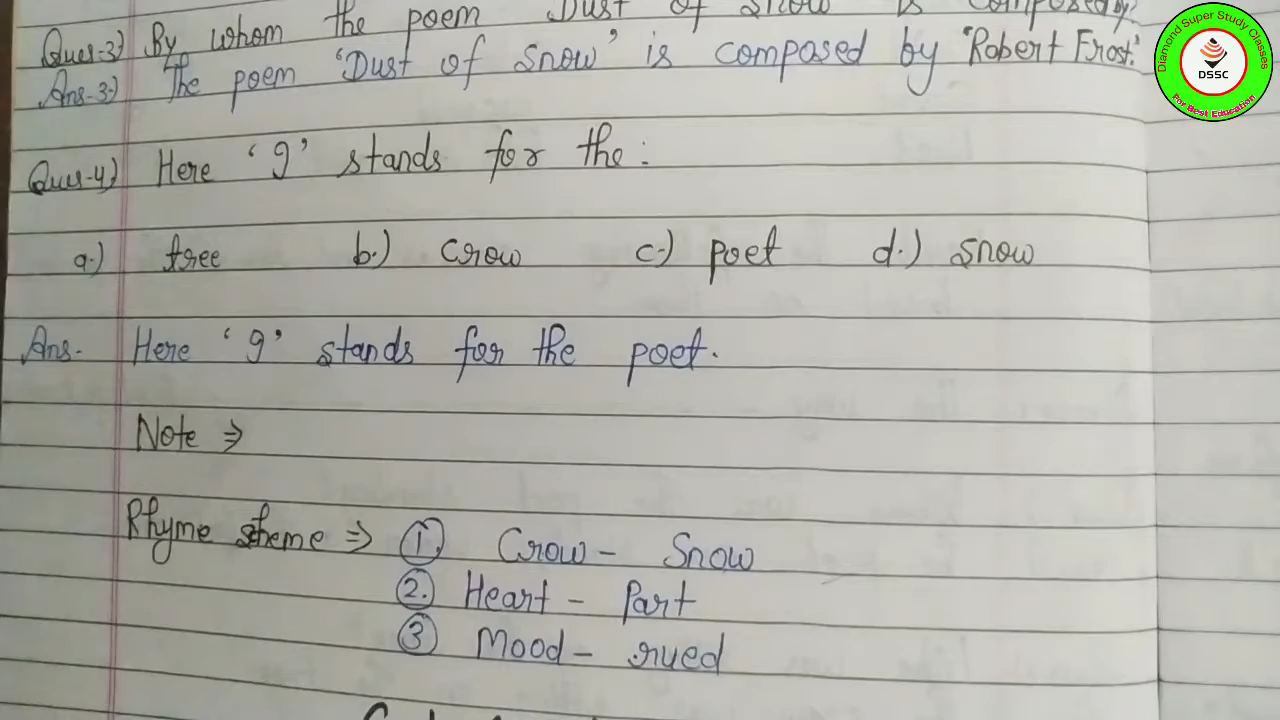 Ques-3) By whom the poem 'Dust of Snow' is composed by?
Ans-3) The poem 'Dust of Snow' is composed by 'Robert Frost.'
Ques-4) Here 'I' stands for the:
a.) tree b.) Crow c.) poet d.) Snow
Ans. Here 'I' stands for the poet.
Note ⇒
Rhyme scheme ⇒ 1. Crow - Snow
2. Heart - Part
3 Mood - rued
Diamond Super Study Classes
DSSC
For Best Education